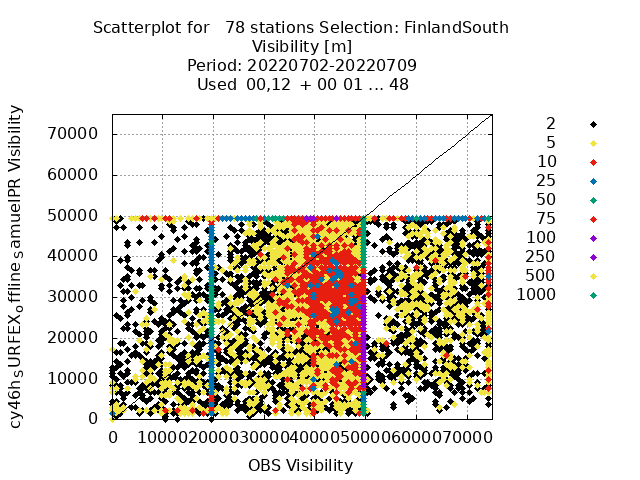 Scatterplot for 78 stations Selection: FinlandSouth
Visibility [m]
Period: 20220702-20220709
Used 00,12 + 00 01 ... 48
cy46h_SURFEX_offline_samuelPR Visibility
70000
60000
50000
40000
30000
20000
10000
0
0 10000 20000 30000 40000 50000 60000 70000
OBS Visibility
2
5
10
25
50
75
100
250
500
1000